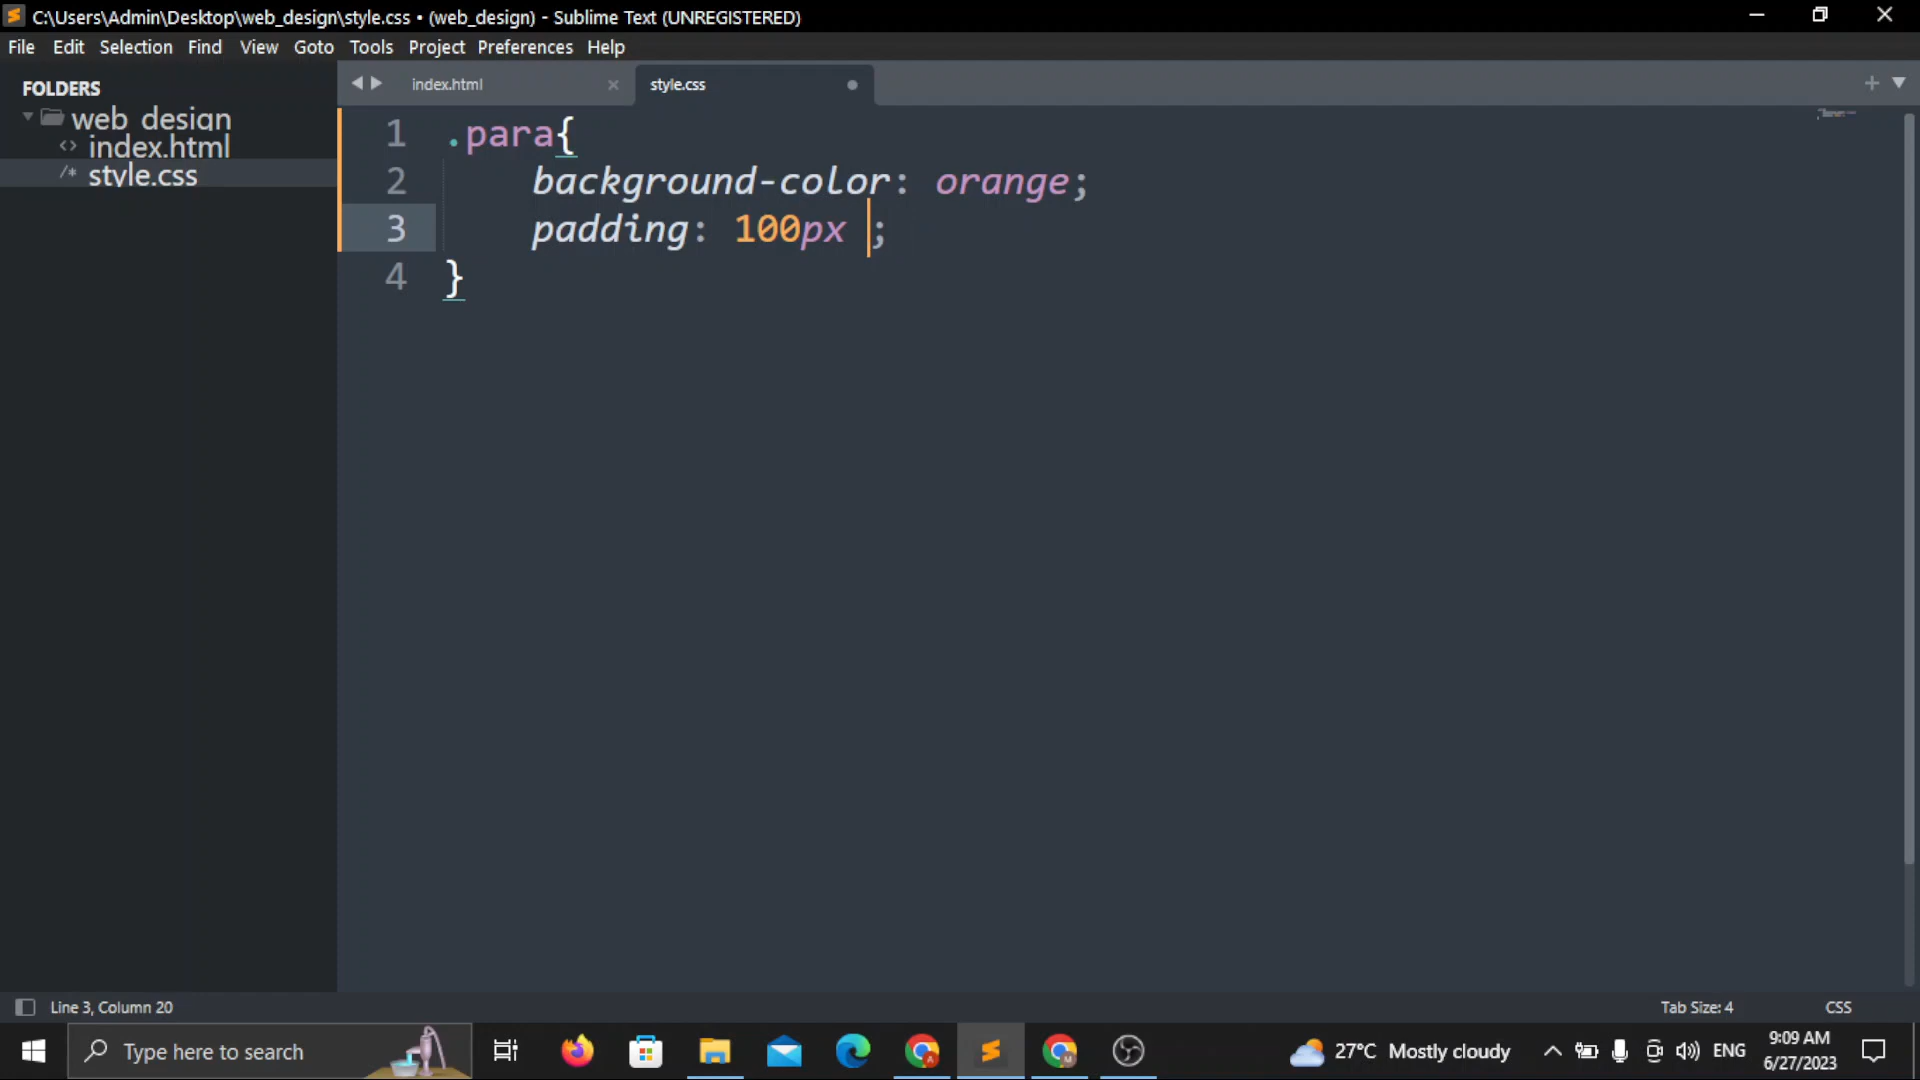 C:\Users\Admin\Desktop\web_design\style.css • (web_design) - Sublime Text (UNREGISTERED)
File Edit Selection Find View Goto Tools Project Preferences Help
FOLDERS
web_design
<> index.html
/* style.css
index.html
style.css
1 .para{
2 background-color: orange;
3 padding: 100px ;
4 }
Line 3, Column 20
Tab Size: 4
CSS
Type here to search
27°C Mostly cloudy
ENG
9:09 AM
6/27/2023